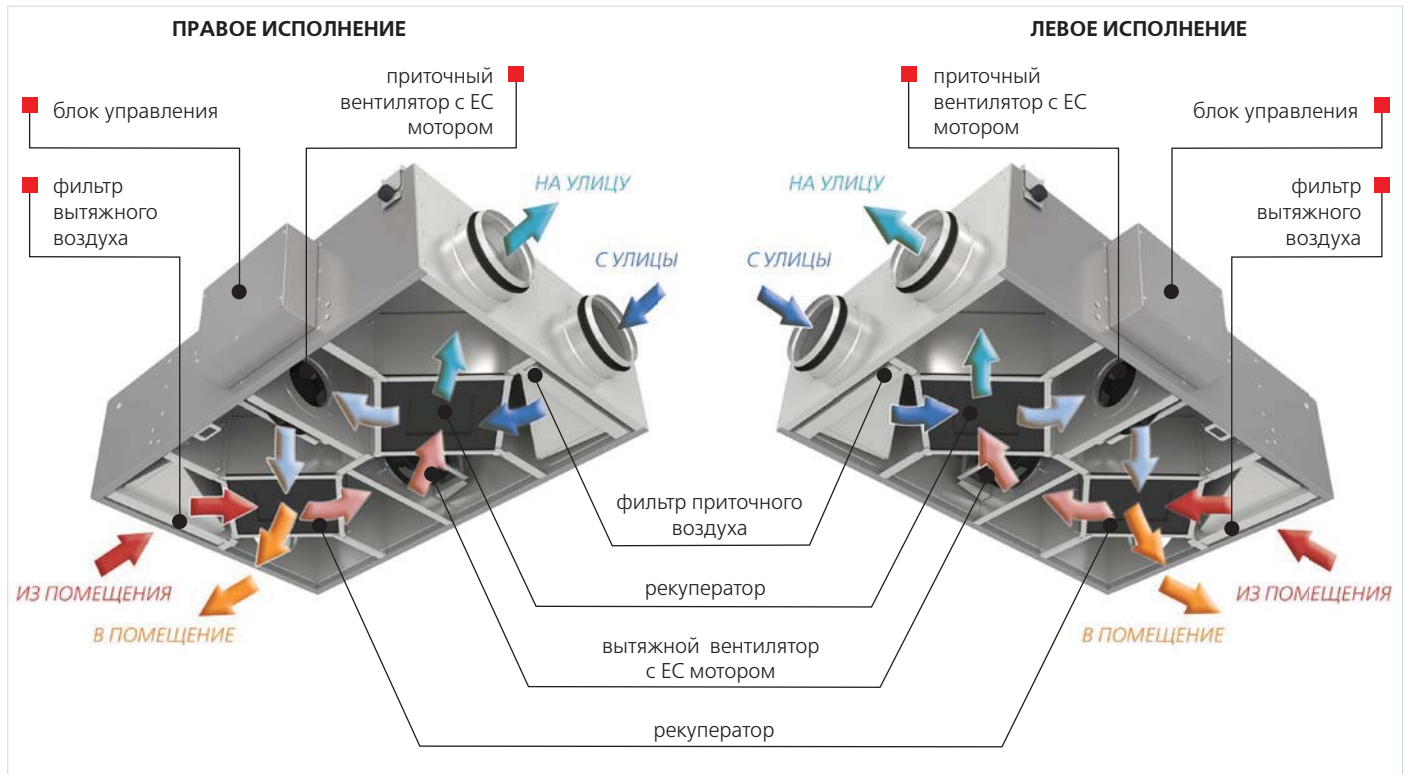 ПРАВОЕ ИСПОЛНЕНИЕ
блок управления
приточный
вентилятор с ЕС
мотором
фильтр
вытяжного
воздуха
НА УЛИЦУ
С УЛИЦЫ
ИЗ ПОМЕЩЕНИЯ
В ПОМЕЩЕНИЕ
ЛЕВОЕ ИСПОЛНЕНИЕ
приточный
вентилятор с ЕС
мотором
блок управления
фильтр
вытяжного
воздуха
НА УЛИЦУ
С УЛИЦЫ
В ПОМЕЩЕНИЕ
ИЗ ПОМЕЩЕНИЯ
фильтр приточного
воздуха
рекуператор
вытяжной вентилятор
с ЕС мотором
рекуператор